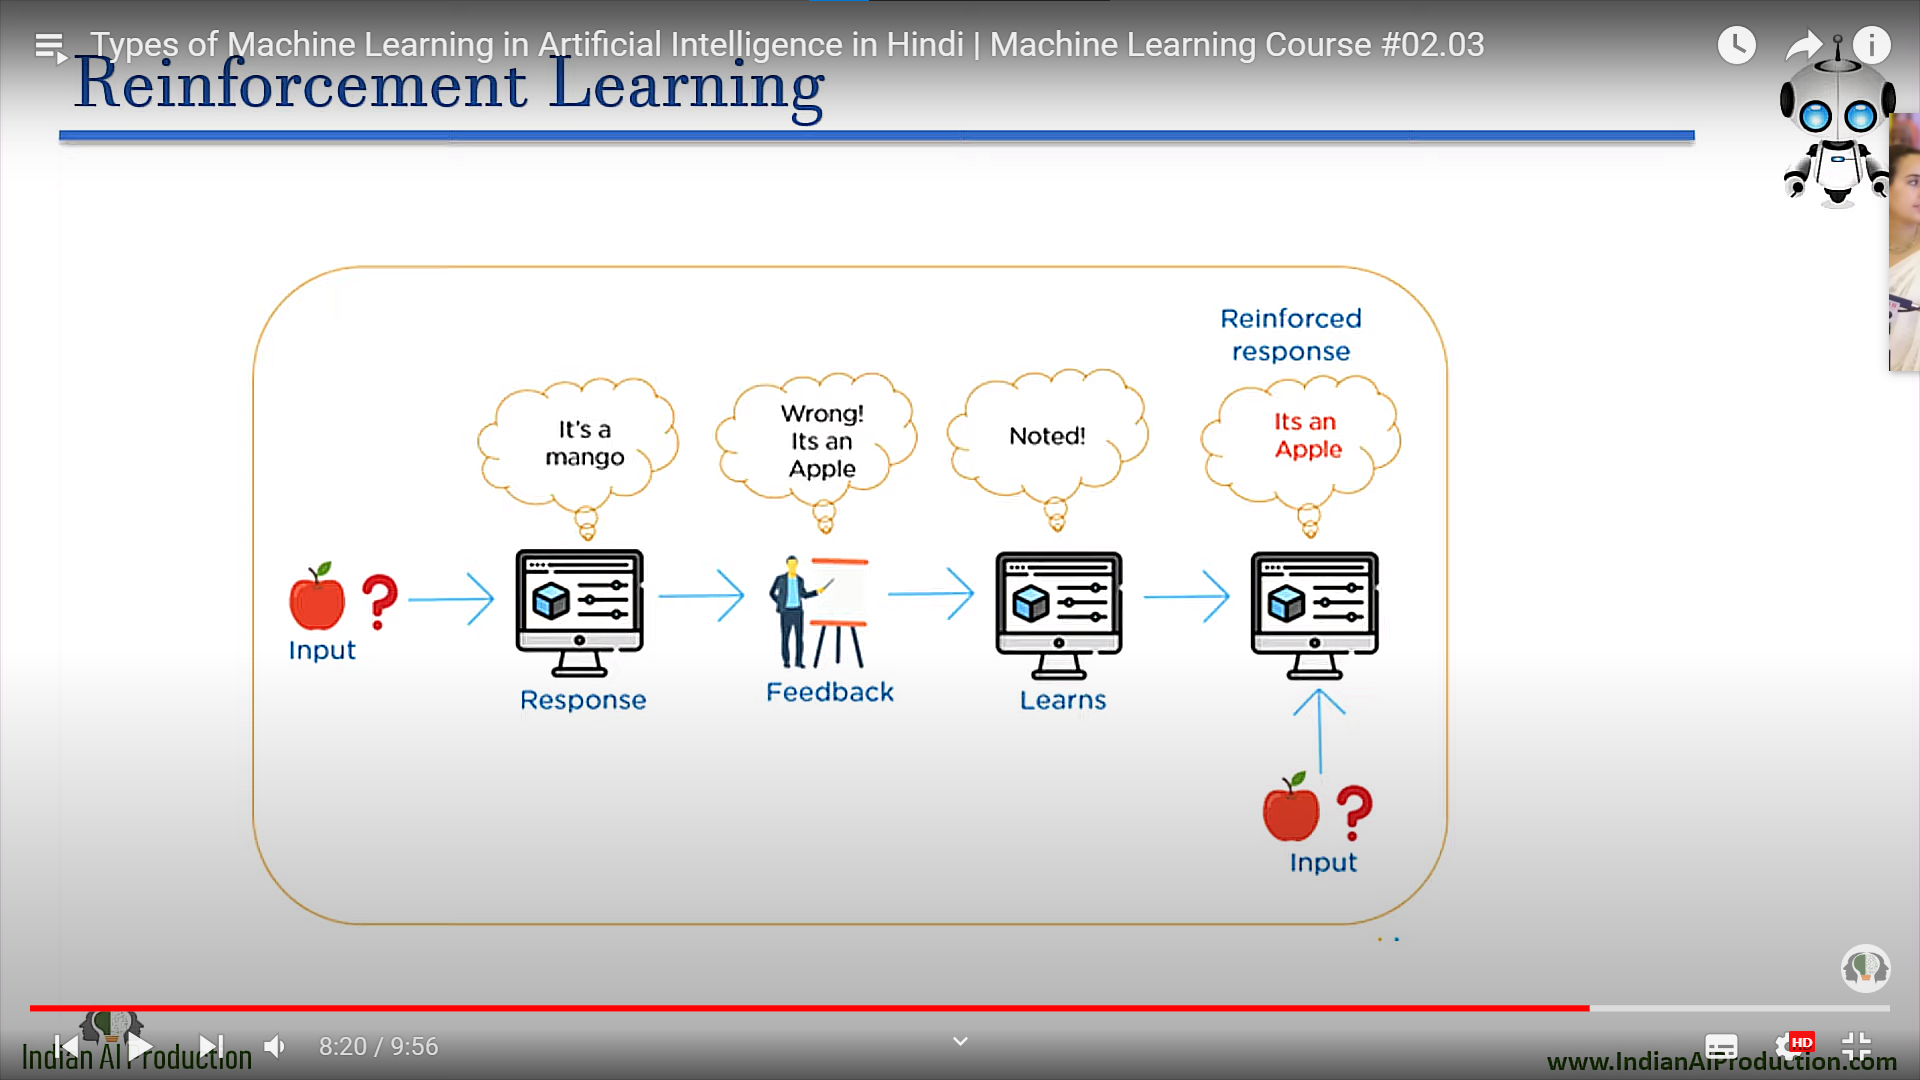 Types of Machine Learning in Artificial Intelligence in Hindi | Machine Learning Course #02.03
Reinforcement Learning
Reinforced
response
It's a
mango
Wrong!
Its an
Apple
Noted!
Its an
Apple
?
Input
Response
Feedback
Learns
?
Input
8:20 / 9:56
HD
Indian AI Production
www.IndianAIProduction.com